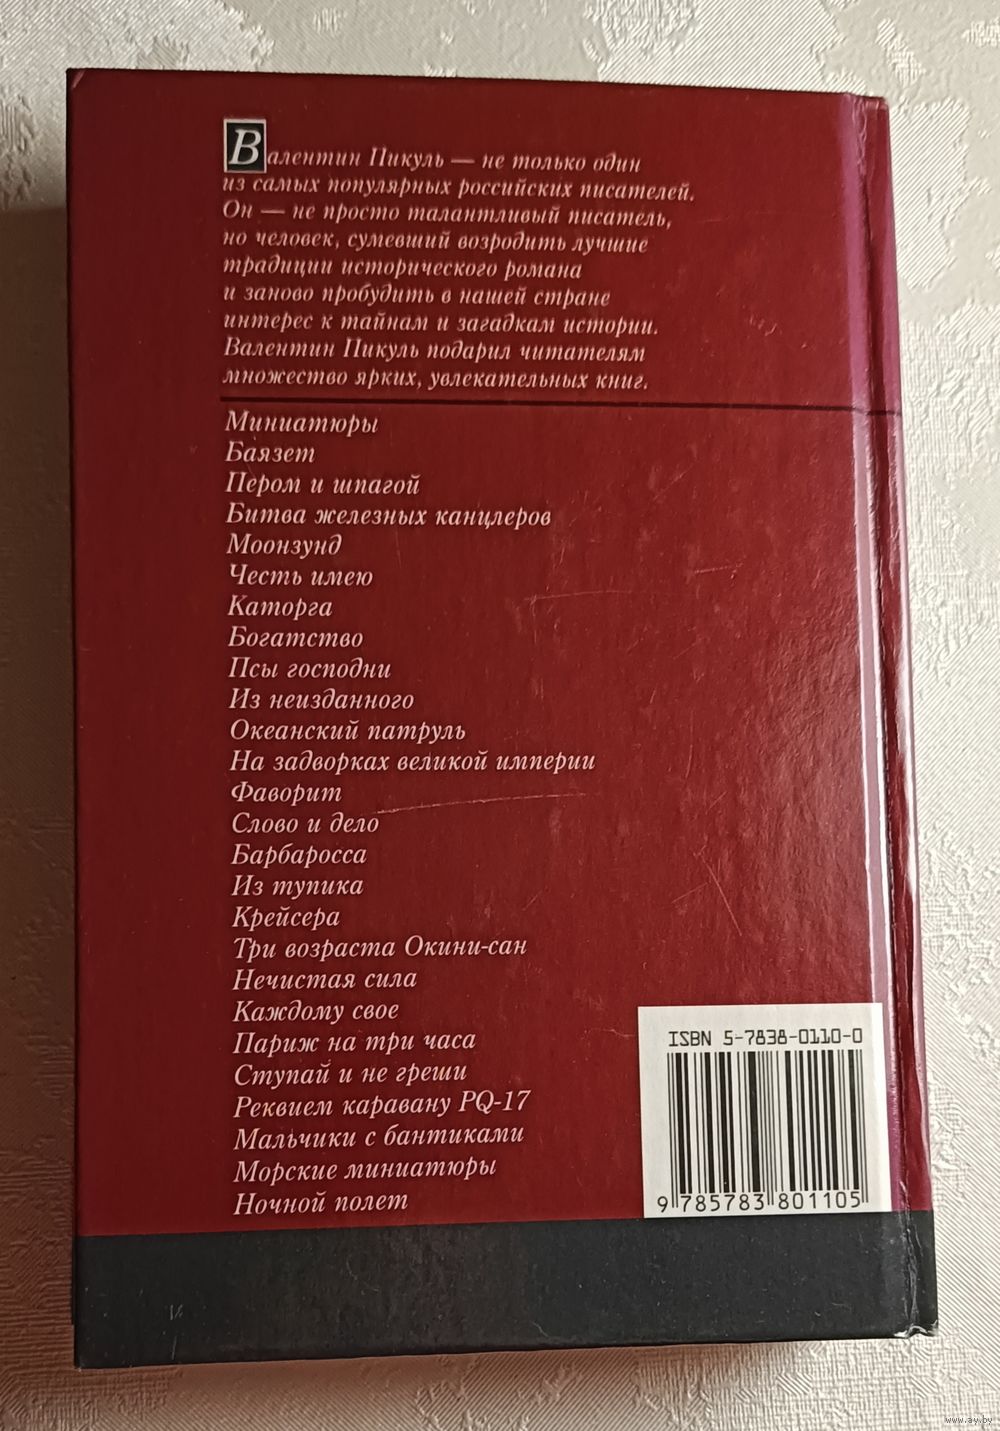 Валентин Пикуль — не только один
из самых популярных российских писателей.
Он — не просто талантливый писатель,
но человек, сумевший возродить лучшие
традиции исторического романа
и заново пробудить в нашей стране
интерес к тайнам и загадкам истории.
Валентин Пикуль подарил читателям
множество ярких, увлекательных книг.
Миниатюры
Баязет
Пером и шпагой
Битва железных канцлеров
Моонзунд
Честь имею
Каторга
Богатство
Псы господни
Из неизданного
Океанский патруль
На задворках великой империи
Фаворит
Слово и дело
Барбаросса
Из тупика
Крейсера
Три возраста Окини-сан
Нечистая сила
Каждому свое
Париж на три часа
Ступай и не греши
Реквием каравану PQ-17
Мальчики с бантиками
Морские миниатюры
Ночной полет
ISBN 5-7838-0110-0
9 785783 801105
www.ay.by